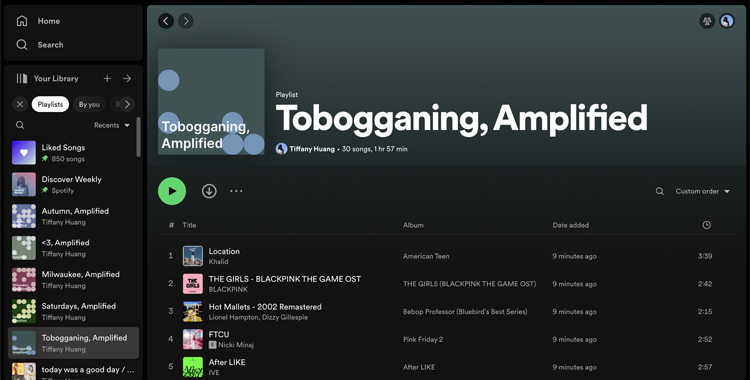 Home
Search
Your Library
Playlists
By you
Recents
Liked Songs
850 songs
Discover Weekly
Spotify
Autumn, Amplified
Tiffany Huang
<3, Amplified
Tiffany Huang
Milwaukee, Amplified
Tiffany Huang
Saturdays, Amplified
Tiffany Huang
Tobogganing, Amplified
Tiffany Huang
today was a good day / ...
Tobogganing,
Amplified
Playlist
Tobogganing, Amplified
Tiffany Huang • 30 songs, 1 hr 57 min
Custom order
# Title Album Date added
1 Location Khalid American Teen 9 minutes ago 3:39
2 THE GIRLS - BLACKPINK THE GAME OST BLACKPINK THE GIRLS (BLACKPINK THE GAME OST) 9 minutes ago 2:42
3 Hot Mallets - 2002 Remastered Lionel Hampton, Dizzy Gillespie Bebop Professor (Bluebird's Best Series) 9 minutes ago 2:15
4 FTCU E Nicki Minaj Pink Friday 2 9 minutes ago 2:52
5 After LIKE IVE After LIKE 9 minutes ago 2:57